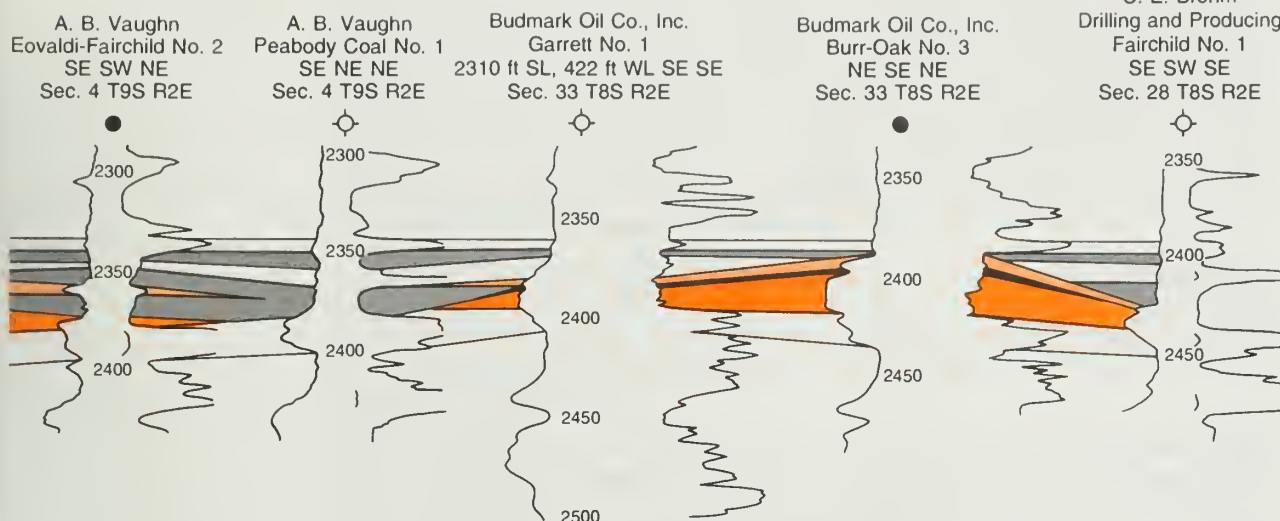 A. B. Vaughn
Eovaldi-Fairchild No. 2
SE SW NE
Sec. 4 T9S R2E
A. B. Vaughn
Peabody Coal No. 1
SE NE NE
Sec. 4 T9S R2E
Budmark Oil Co., Inc.
Garrett No. 1
2310 ft SL, 422 ft WL SE SE
Sec. 33 T8S R2E
Budmark Oil Co., Inc.
Burr-Oak No. 3
NE SE NE
Sec. 33 T8S R2E
Drilling and Producing
Fairchild No. 1
SE SW SE
Sec. 28 T8S R2E
2300
2350
2400
2300
2350
2400
2350
2400
2450
2500
2350
2400
2450
2350
2400
2450